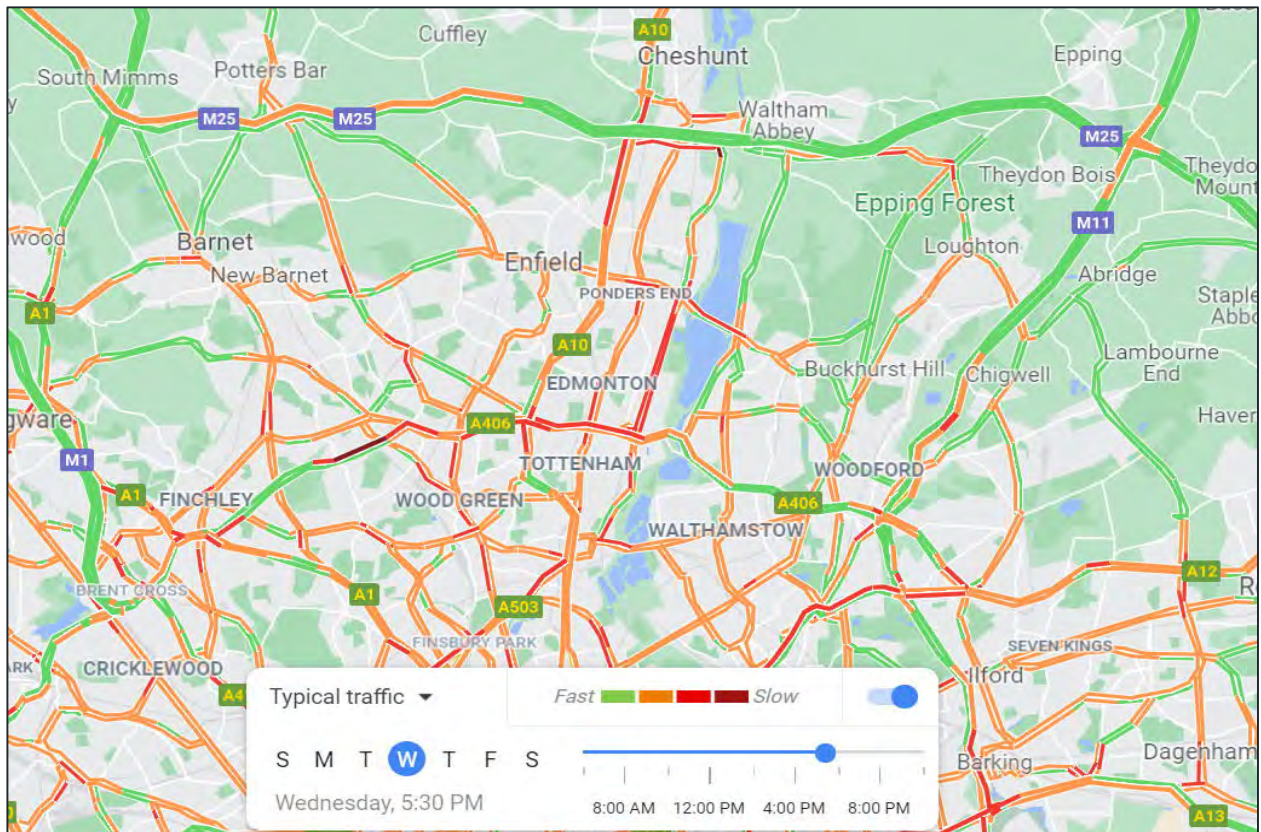 Cuffley
A10
Cheshunt
Epping
South Mimms
Potters Bar
M25
M25
Waltham
Abbey
M25
Theydon Bois
Theydo
Mount
Epping Forest
M11
wood
Barnet
Loughton
New Barnet
Enfield
Abridge
PONDERS END
Staple
Abbo
A1
A10
Lambourne
End
EDMONTON
Buckhurst Hill
Chigwell
gware
A406
Haver
M1
TOTTENHAM
WOODFORD
A1
FINCHLEY
WOOD GREEN
A406
WALTHAMSTOW
BRENT CROSS
A1
A503
A12
R
FINSBURY PARK
SEVEN KINGS
ARK
CRICKLEWOOD
Ilford
A4
Typical traffic
Fast
Slow
S M T W T F S
Barking
Dagenham
Wednesday, 5:30 PM
8:00 AM 12:00 PM 4:00 PM 8:00 PM
A13